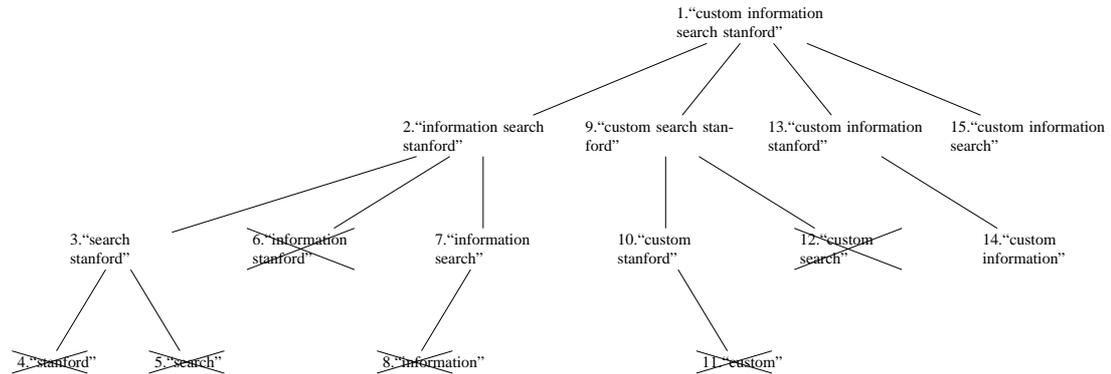 1.“custom information
search stanford”
2.“information search
stanford”
9.“custom search stan-
ford”
13.“custom information
stanford”
15.“custom information
search”
3.“search
stanford”
6.“information
stanford”
7.“information
search”
10.“custom
stanford”
12.“custom
search”
14.“custom
information”
4.“stanford”
5.“search”
8.“information”
11.“custom”